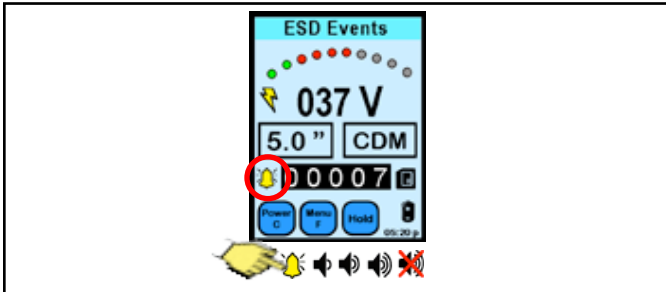 ESD Events
037 V
5.0 " CDM
00007
Power Menu Hold
C F
05:20 p